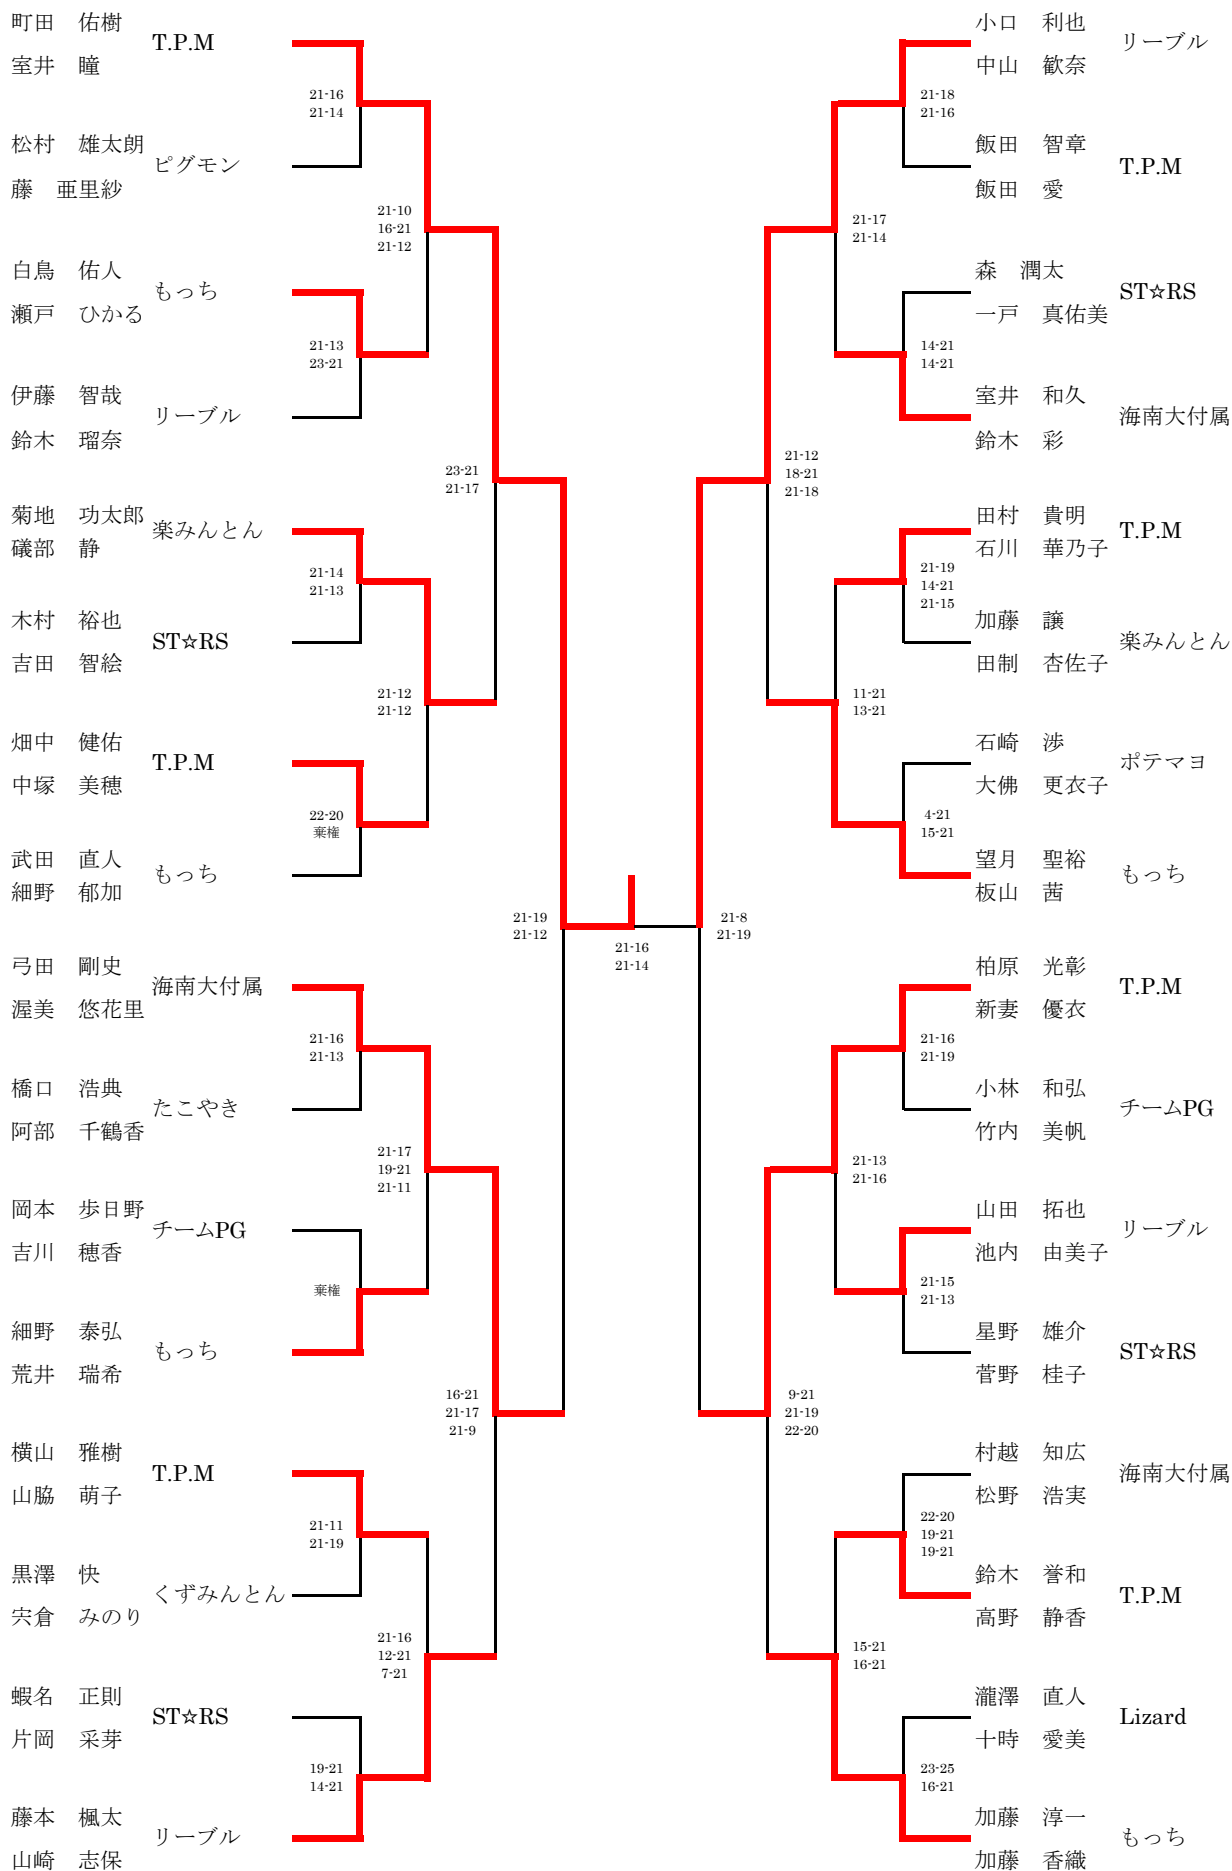 町田　佑樹
T.P.M
室井　瞳
21-16
21-14
松村　雄太朗
ピグモン
藤　亜里紗
21-10
16-21
21-12
白鳥　佑人
もっち
瀬戸　ひかる
21-13
23-21
伊藤　智哉
リーブル
鈴木　瑠奈
23-21
21-17
菊地　功太郎
楽みんとん
礒部　静
21-14
21-13
木村　裕也
ST☆RS
吉田　智絵
21-12
21-12
畑中　健佑
T.P.M
中塚　美穂
22-20
棄権
武田　直人
もっち
細野　郁加
21-19
21-12
弓田　剛史
海南大付属
渥美　悠花里
21-16
21-13
橋口　浩典
たこやき
阿部　千鶴香
21-17
19-21
21-11
岡本　歩日野
チームPG
吉川　穂香
棄権
細野　泰弘
もっち
荒井　瑞希
16-21
21-17
21-9
横山　雅樹
T.P.M
山脇　萌子
21-11
21-19
黒澤　快
くずみんとん
宍倉　みのり
21-16
12-21
7-21
蝦名　正則
ST☆RS
片岡　采芽
19-21
14-21
藤本　楓太
リーブル
山崎　志保
21-16
21-14
小口　利也
リーブル
中山　歓奈
21-18
21-16
飯田　智章
T.P.M
飯田　愛
21-17
21-14
森　潤太
ST☆RS
一戸　真佑美
14-21
14-21
室井　和久
海南大付属
鈴木　彩
21-12
18-21
21-18
田村　貴明
T.P.M
石川　華乃子
21-19
14-21
21-15
加藤　譲
楽みんとん
田制　杏佐子
11-21
13-21
石崎　渉
ポテマヨ
大佛　更衣子
4-21
15-21
望月　聖裕
もっち
板山　茜
21-8
21-19
柏原　光彰
T.P.M
新妻　優衣
21-16
21-19
小林　和弘
チームPG
竹内　美帆
21-13
21-16
山田　拓也
リーブル
池内　由美子
21-15
21-13
星野　雄介
ST☆RS
菅野　桂子
9-21
21-19
22-20
村越　知広
海南大付属
松野　浩実
22-20
19-21
19-21
鈴木　誉和
T.P.M
高野　静香
15-21
16-21
瀧澤　直人
Lizard
十時　愛美
23-25
16-21
加藤　淳一
もっち
加藤　香織